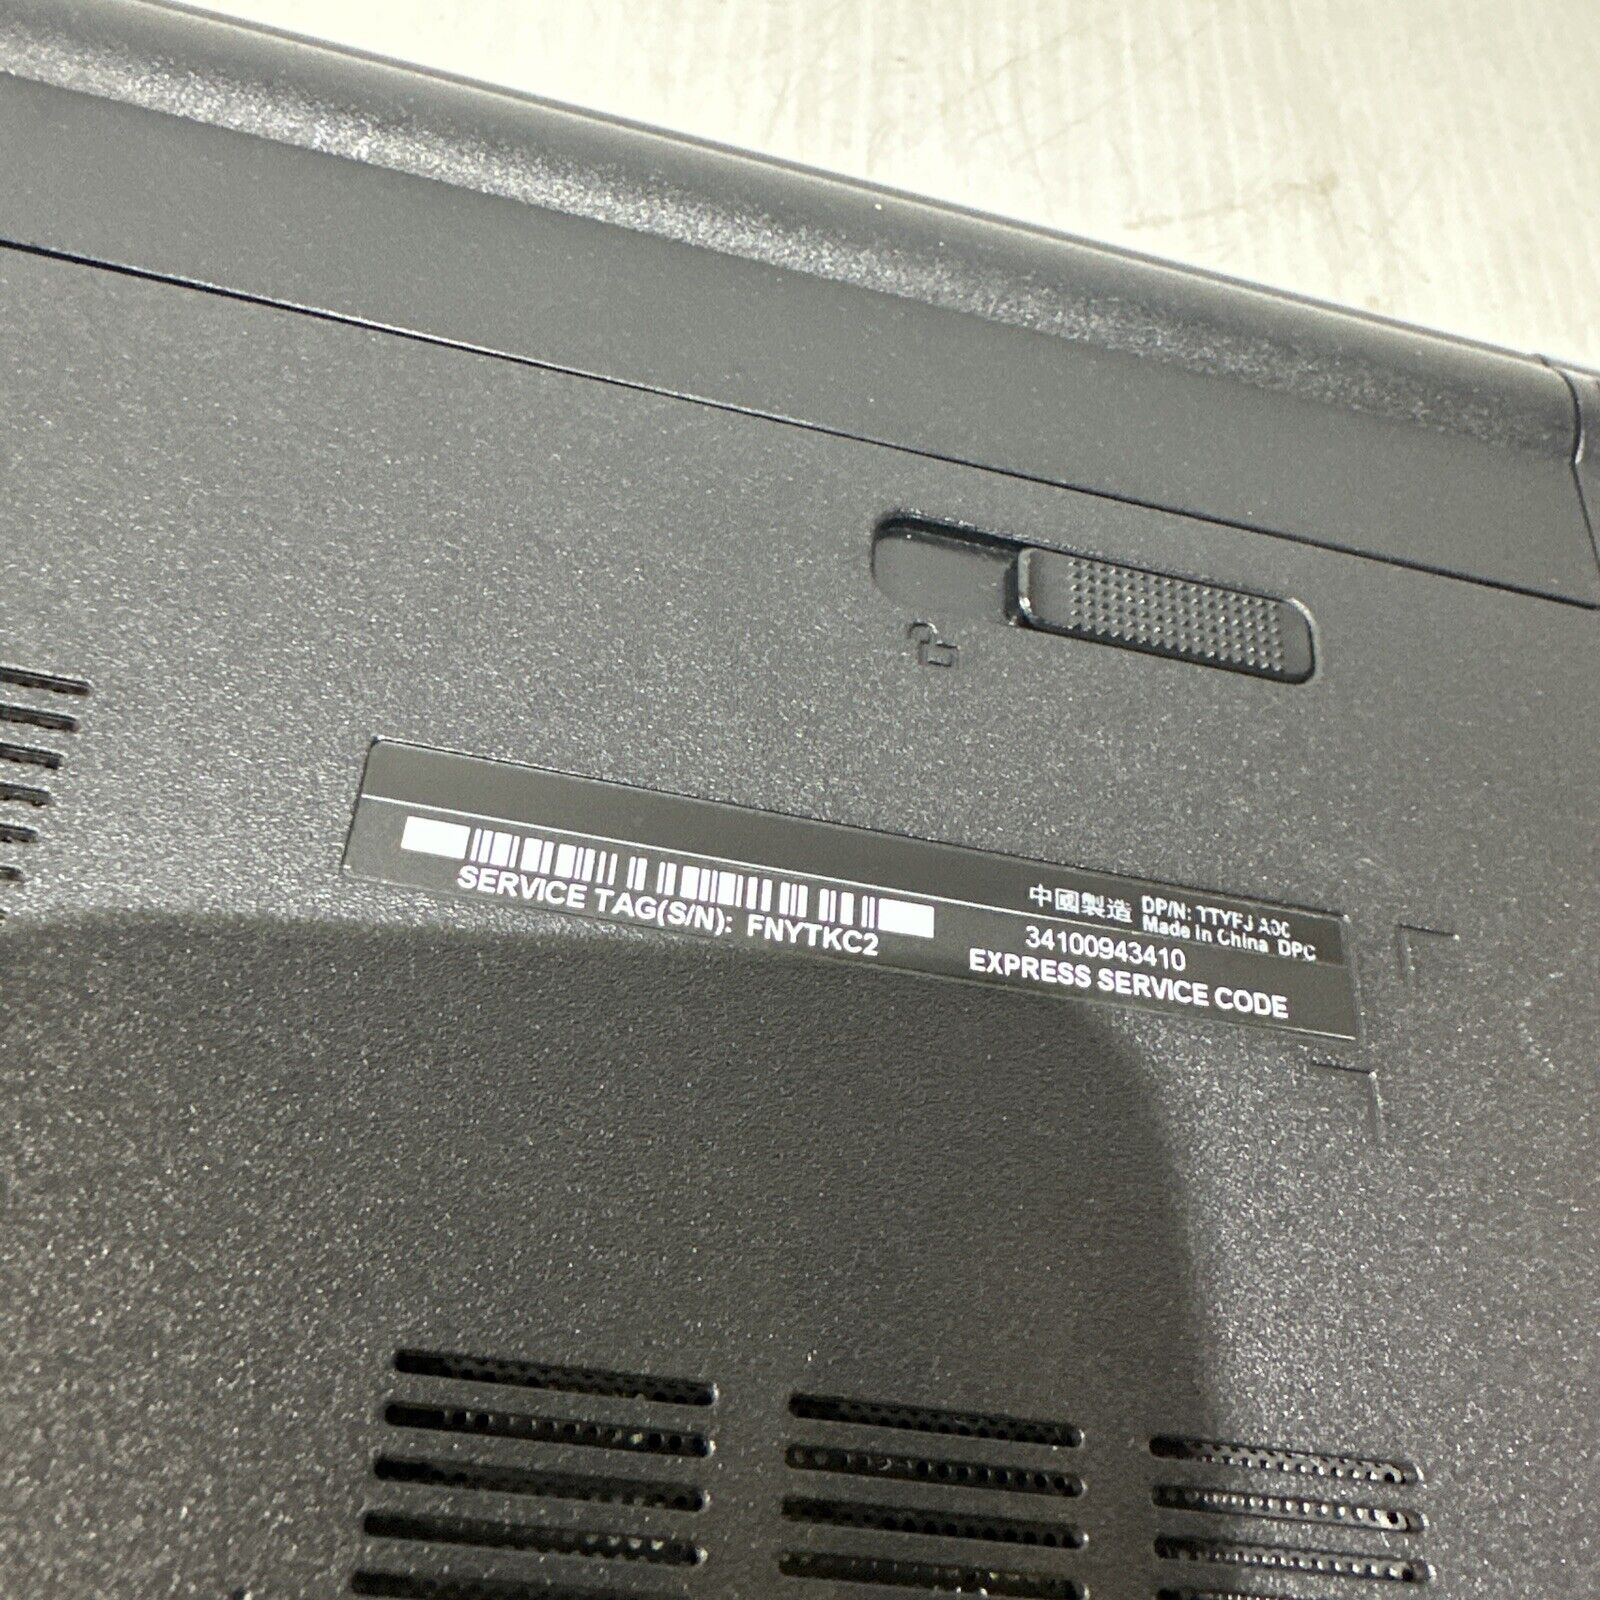 SERVICE TAG(S/N): FNYTKC2
中國製造
DP/N: TTYFJ A00
Made In China DPC
34100943410
EXPRESS SERVICE CODE